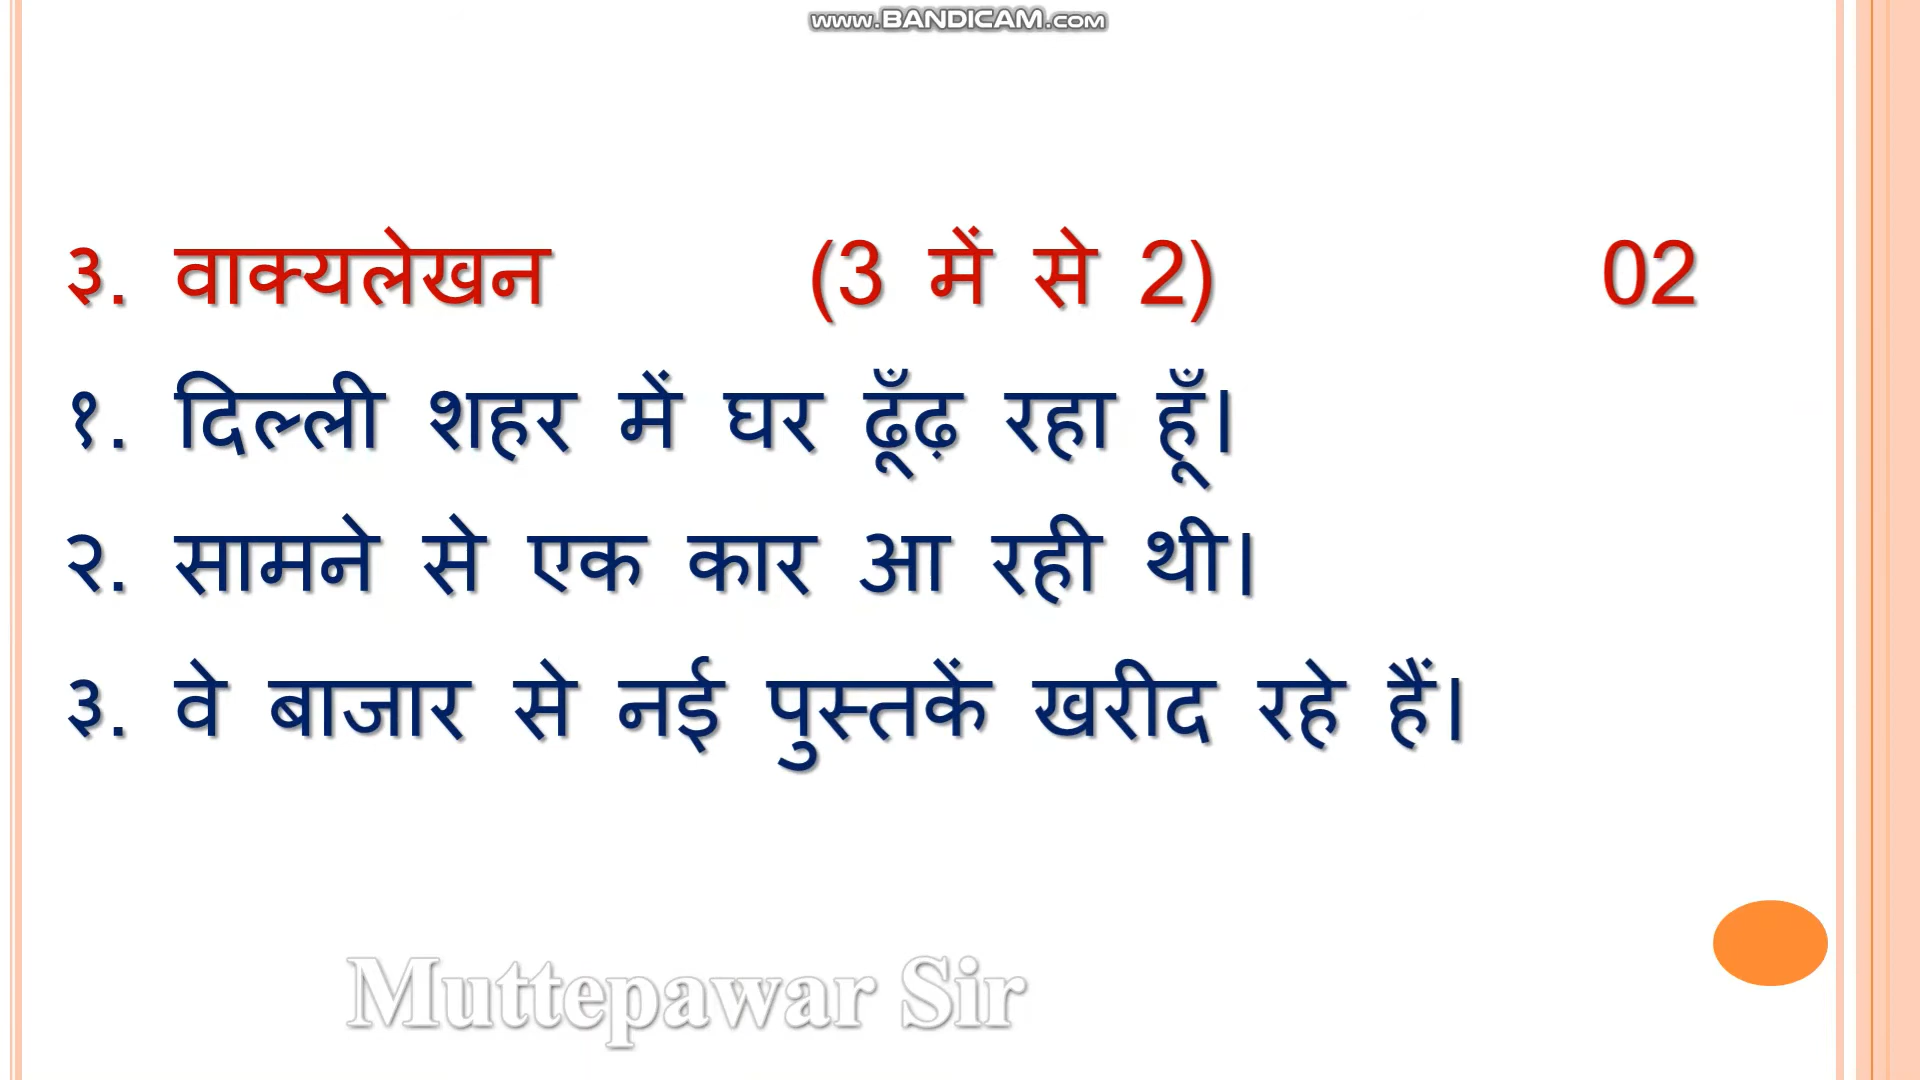 www.BANDICAM.com
३. वाक्यलेखन (3 में से 2) 02
१. दिल्ली शहर में घर ढूँढ़ रहा हूँ।
२. सामने से एक कार आ रही थी।
३. वे बाजार से नई पुस्तकें खरीद रहे हैं।
Muttepawar Sir